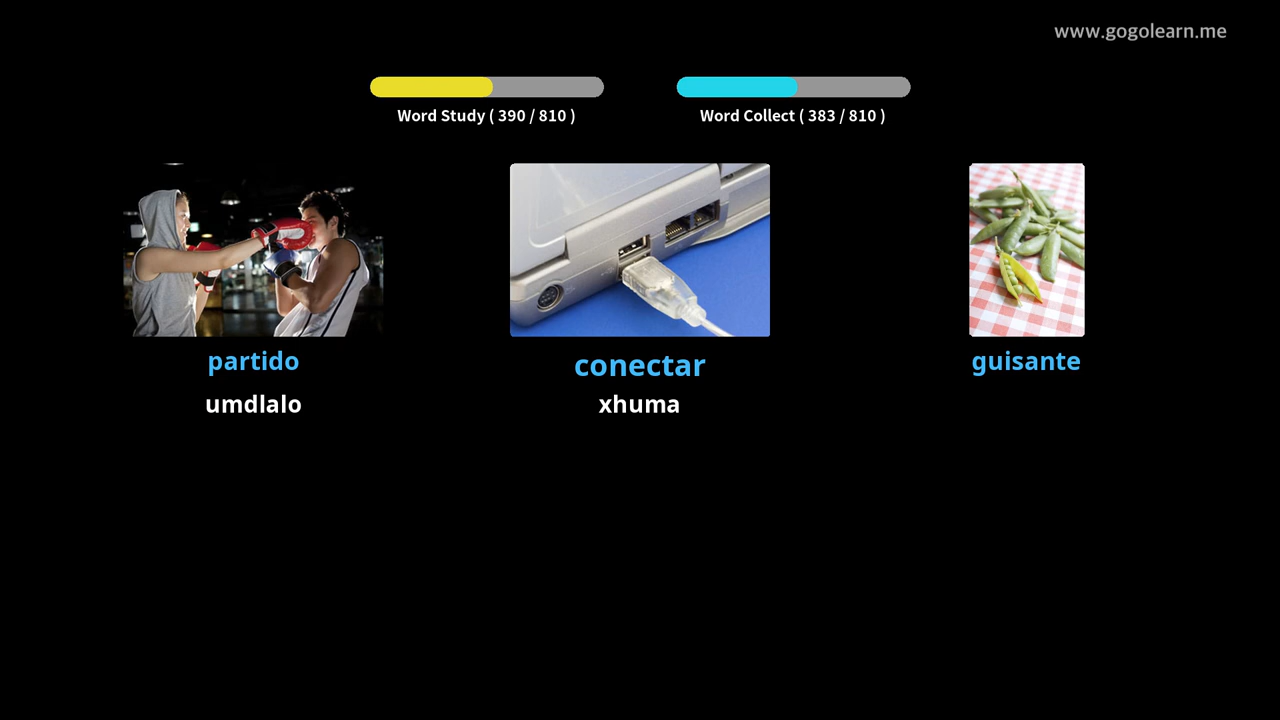 www.gogolearn.me
Word Study ( 390 / 810 )
Word Collect ( 383 / 810 )
partido
conectar
guisante
umdlalo
xhuma